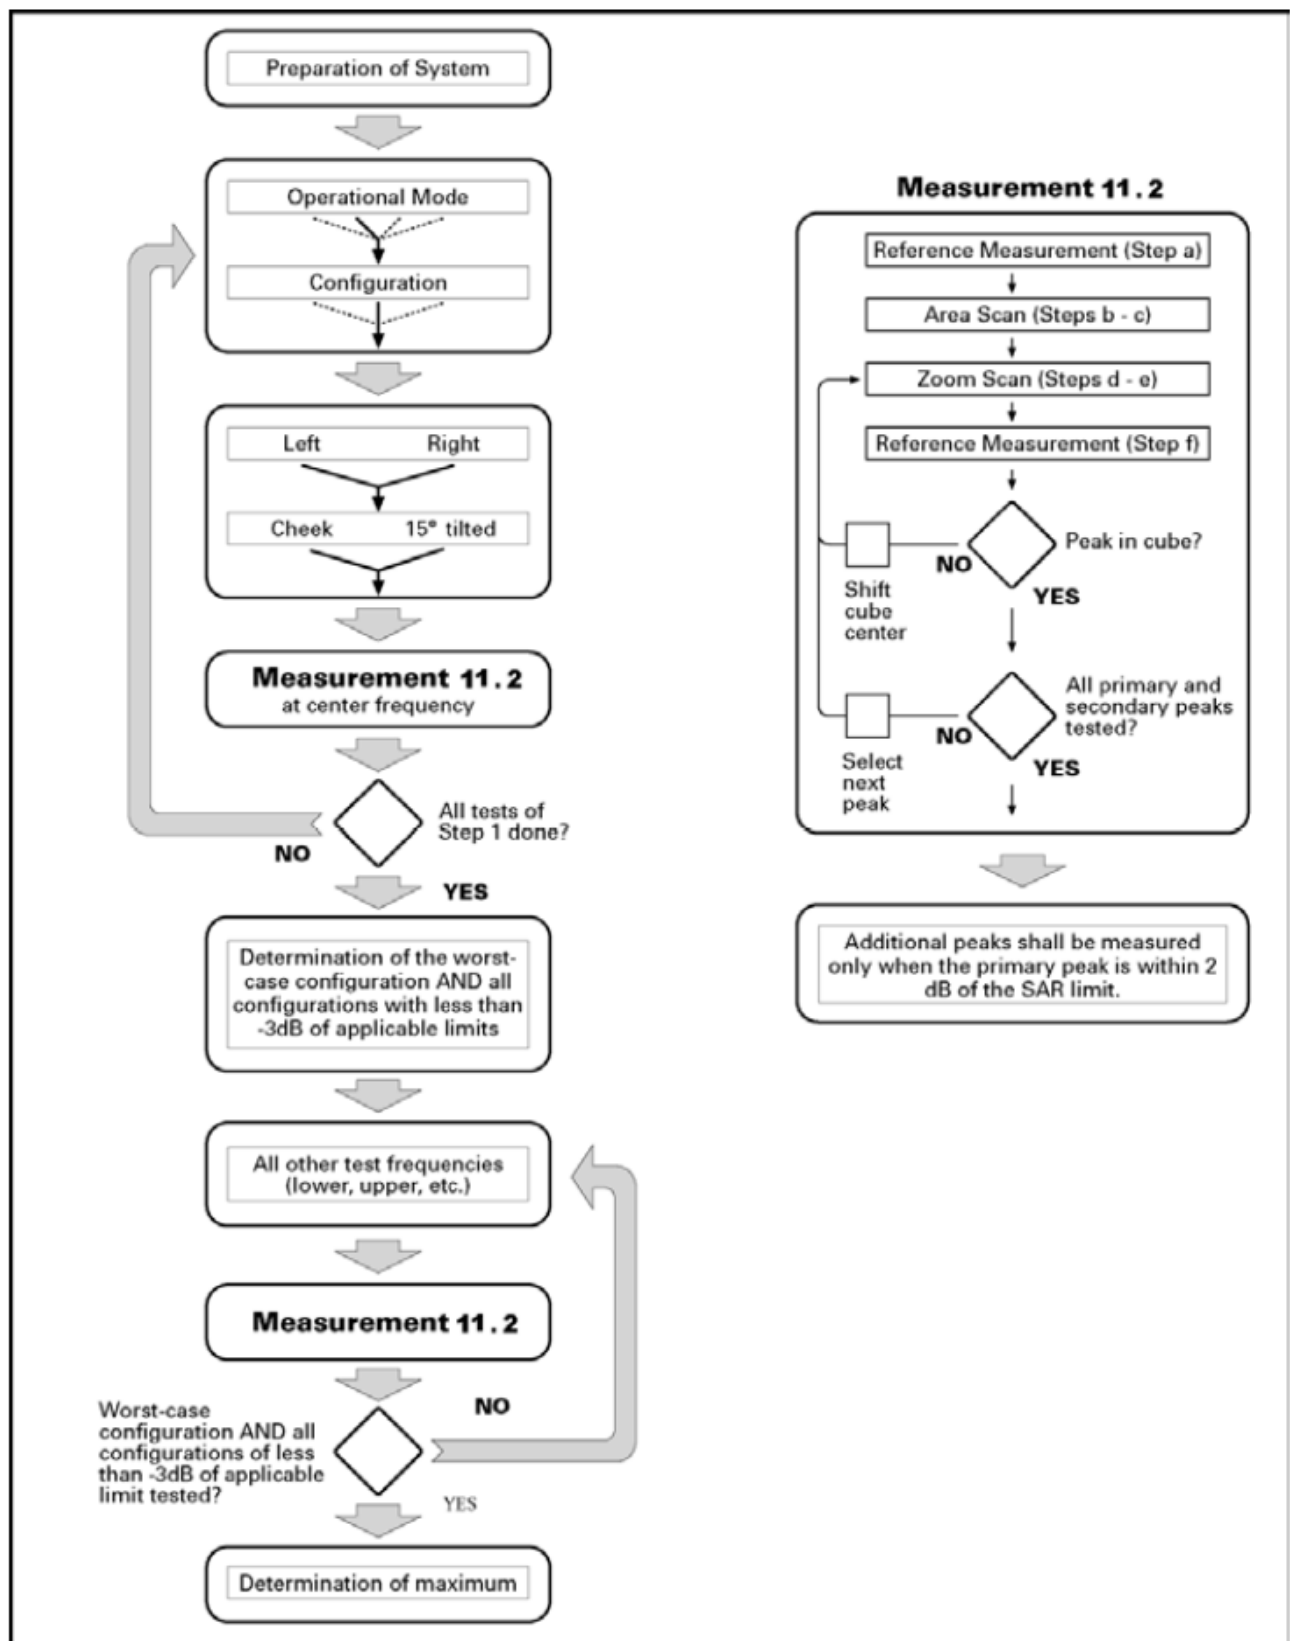 Preparation of System
Operational Mode
Configuration
Left Right
Cheek 15° tilted
Measurement 11.2
at center frequency
All tests of
Step 1 done?
NO
YES
Determination of the worst-
case configuration AND all
configurations with less than
-3dB of applicable limits
All other test frequencies
(lower, upper, etc.)
Measurement 11.2
NO
Worst-case
configuration AND all
configurations of less
than -3dB of applicable
limit tested?
YES
Determination of maximum
Measurement 11.2
Reference Measurement (Step a)
Area Scan (Steps b - c)
Zoom Scan (Steps d - e)
Reference Measurement (Step f)
Peak in cube?
NO
YES
Shift
cube
center
All primary and
secondary peaks
tested?
NO
YES
Select
next
peak
Additional peaks shall be measured
only when the primary peak is within 2
dB of the SAR limit.